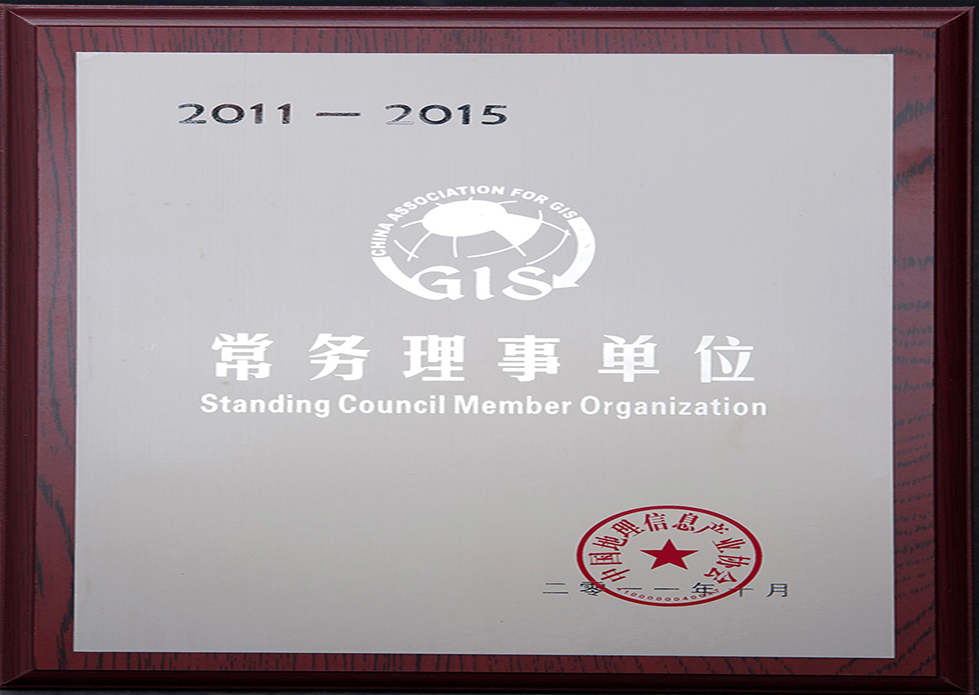 2011 — 2015
CHINA ASSOCIATION FOR GIS
GIS
常务理事单位
Standing Council Member Organization
中国地理信息产业协会
二零一一年十月